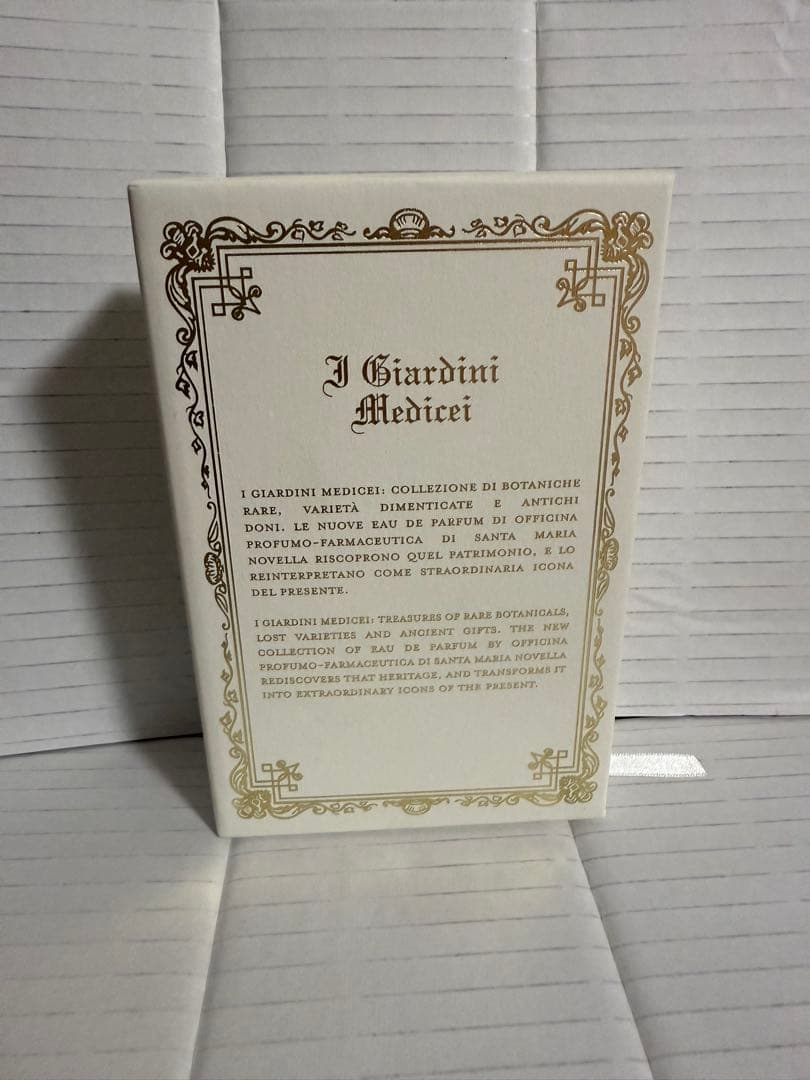 I Giardini
Medicei
I GIARDINI MEDICEI: COLLEZIONE DI BOTANICHE
RARE, VARIETÀ DIMENTICATE E ANTICHI
DONI. LE NUOVE EAU DE PARFUM DI OFFICINA
PROFUMO-FARMACEUTICA DI SANTA MARIA
NOVELLA RISCOPRONO QUEL PATRIMONIO, E LO
REINTERPRETANO COME STRAORDINARIA ICONA
DEL PRESENTE.
I GIARDINI MEDICEI: TREASURES OF RARE BOTANICALS,
LOST VARIETIES AND ANCIENT GIFTS. THE NEW
COLLECTION OF EAU DE PARFUM BY OFFICINA
PROFUMO-FARMACEUTICA DI SANTA MARIA NOVELLA
REDISCOVERS THAT HERITAGE, AND TRANSFORMS IT
INTO EXTRAORDINARY ICONS OF THE PRESENT.